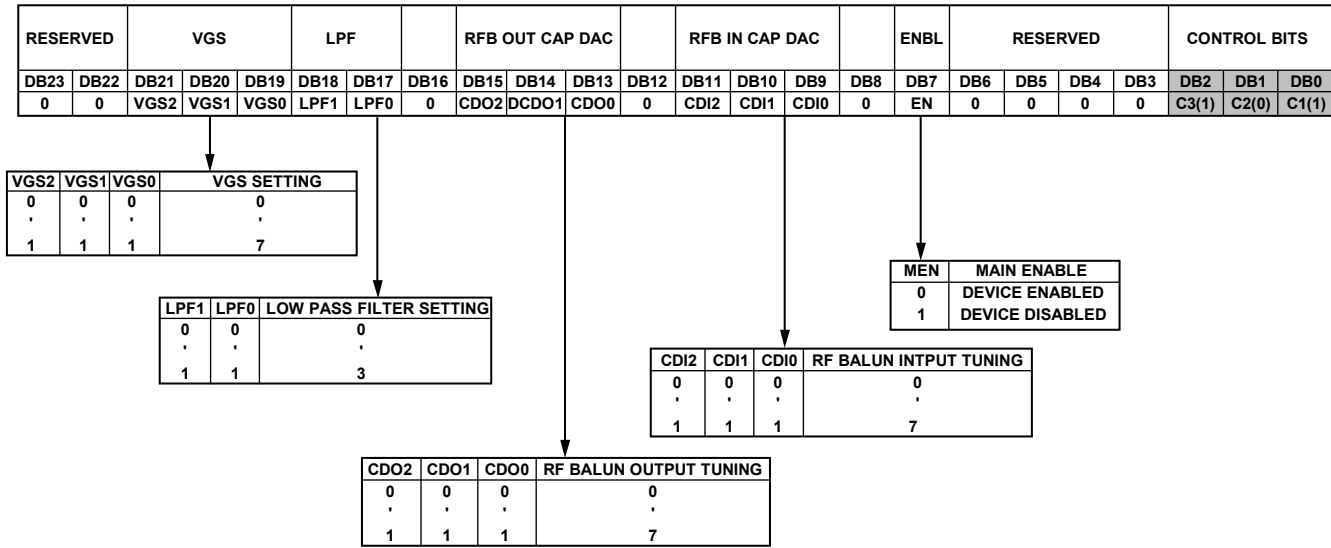 RESERVED VGS LPF RFB OUT CAP DAC RFB IN CAP DAC ENBL RESERVED CONTROL BITS
DB23 DB22 DB21 DB20 DB19 DB18 DB17 DB16 DB15 DB14 DB13 DB12 DB11 DB10 DB9 DB8 DB7 DB6 DB5 DB4 DB3 DB2 DB1 DB0
0 0 VGS2 VGS1 VGS0 LPF1 LPF0 0 CDO2 DCDO1 CDO0 0 CDI2 CDI1 CDI0 0 EN 0 0 0 0 C3(1) C2(0) C1(1)
VGS2 VGS1 VGS0 VGS SETTING
0 0 0 0
' ' ' '
1 1 1 7
MEN MAIN ENABLE
0 DEVICE ENABLED
1 DEVICE DISABLED
LPF1 LPF0 LOW PASS FILTER SETTING
0 0 0
' ' '
1 1 3
CDI2 CDI1 CDI0 RF BALUN INTPUT TUNING
0 0 0 0
' ' ' '
1 1 1 7
CDO2 CDO1 CDO0 RF BALUN OUTPUT TUNING
0 0 0 0
' ' ' '
1 1 1 7